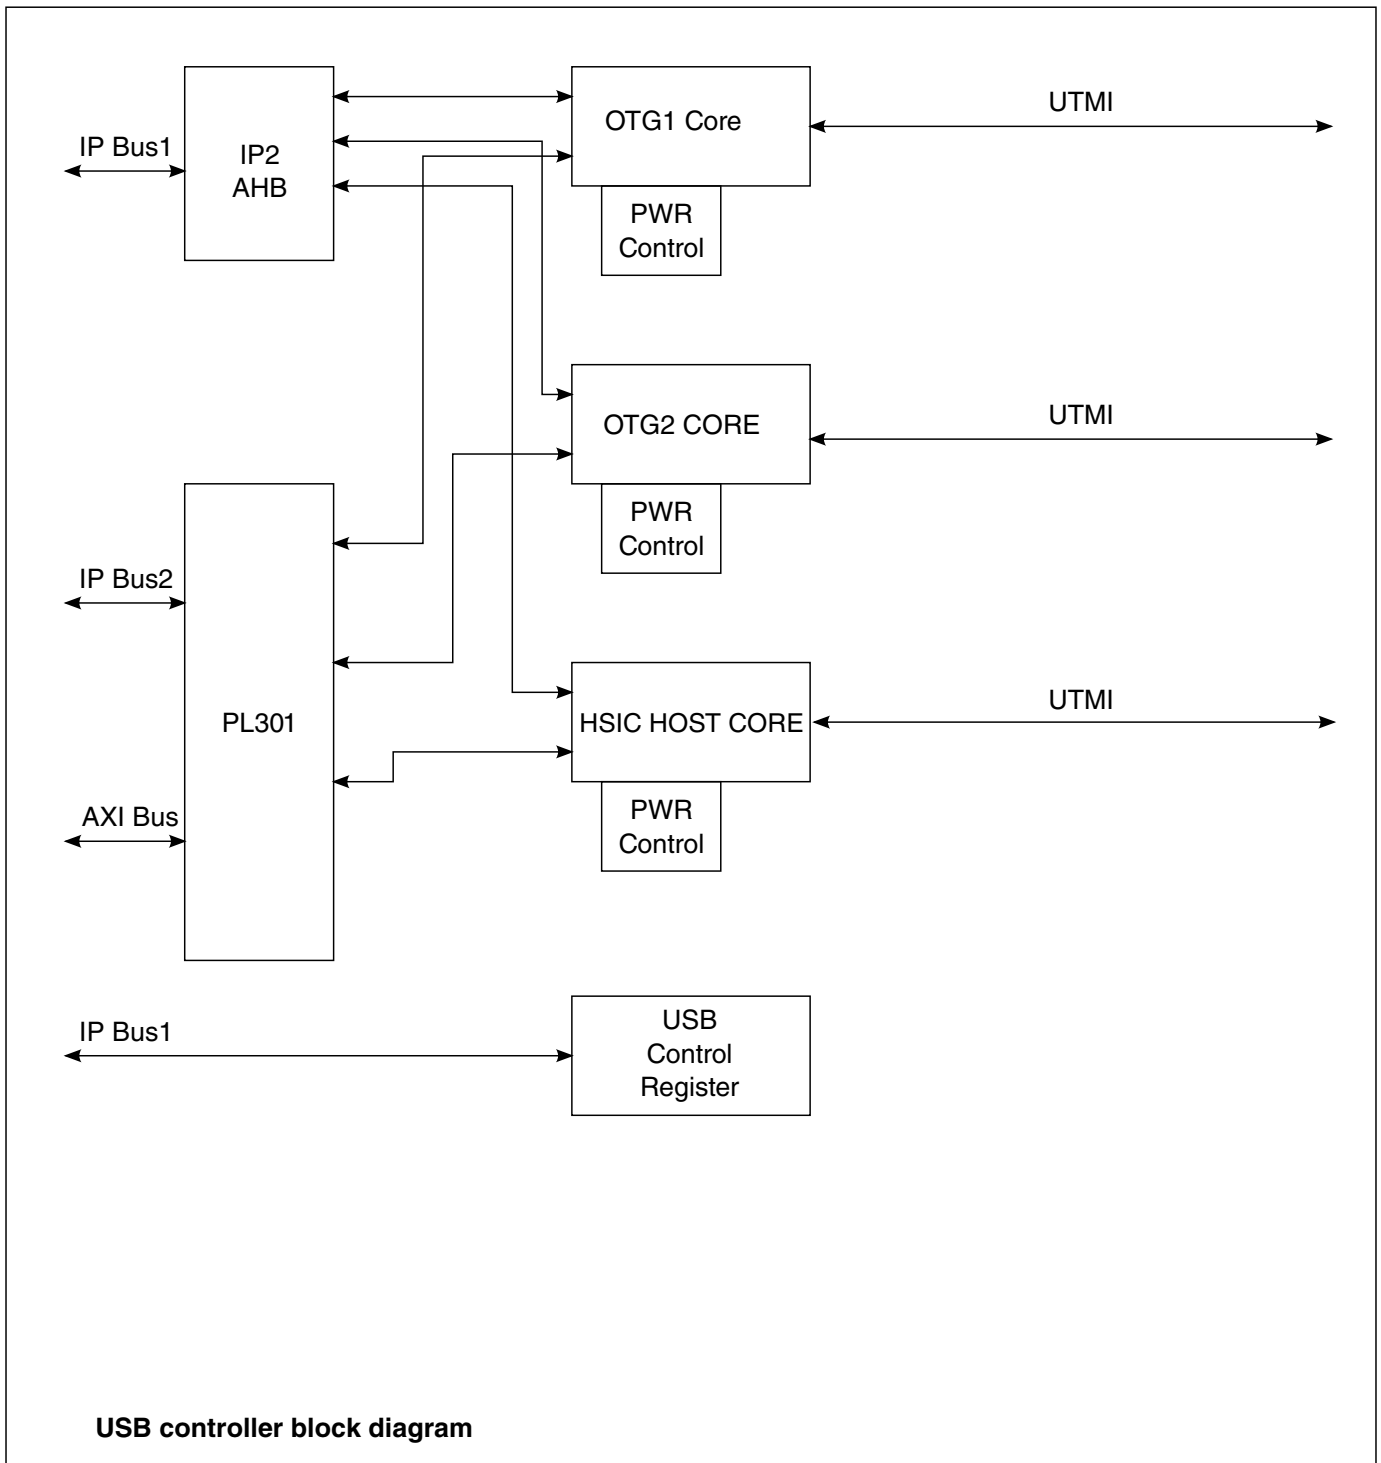 UTMI
OTG1 Core
IP Bus1
IP2
AHB
PWR
Control
UTMI
OTG2 CORE
PWR
Control
IP Bus2
UTMI
PL301
HSIC HOST CORE
AXI Bus
PWR
Control
USB
Control
Register
IP Bus1
USB controller block diagram